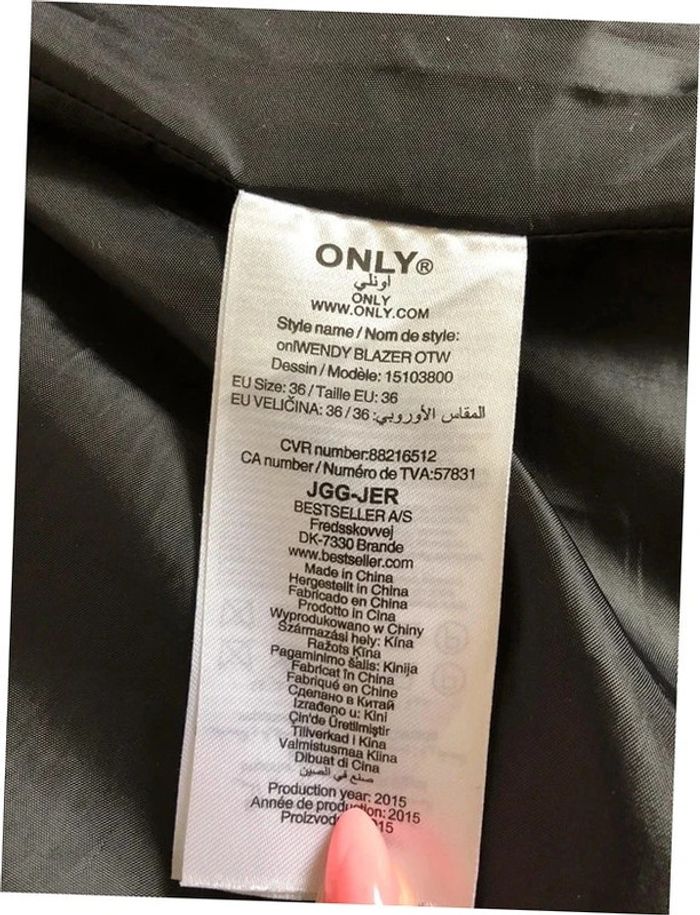 ONLY®
اونلي
ONLY
WWW.ONLY.COM
Style name / Nom de style:
onlWENDY BLAZER OTW
Dessin / Modèle: 15103800
EU Size: 36 / Taille EU: 36
EU VELIČINA: 36 / 36 :المقاس الأوروبي
CVR number:88216512
CA number / Numéro de TVA:57831
JGG-JER
BESTSELLER A/S
Fredsskovvej
DK-7330 Brande
www.bestseller.com
Made in China
Hergestellt in China
Fabricado en China
Prodotto in Cina
Wyprodukowano w Chiny
Származási hely: Kína
Ražots Ķīna
Pagaminimo šalis: Kinija
Fabricat în China
Fabriqué en Chine
Сделано в Китай
Izrađeno u: Kini
Çin'de Üretilmiştir
Tillverkad i Kina
Valmistusmaa Kiina
Dibuat di Cina
صنع في الصين
Production year: 2015
Année de production: 2015